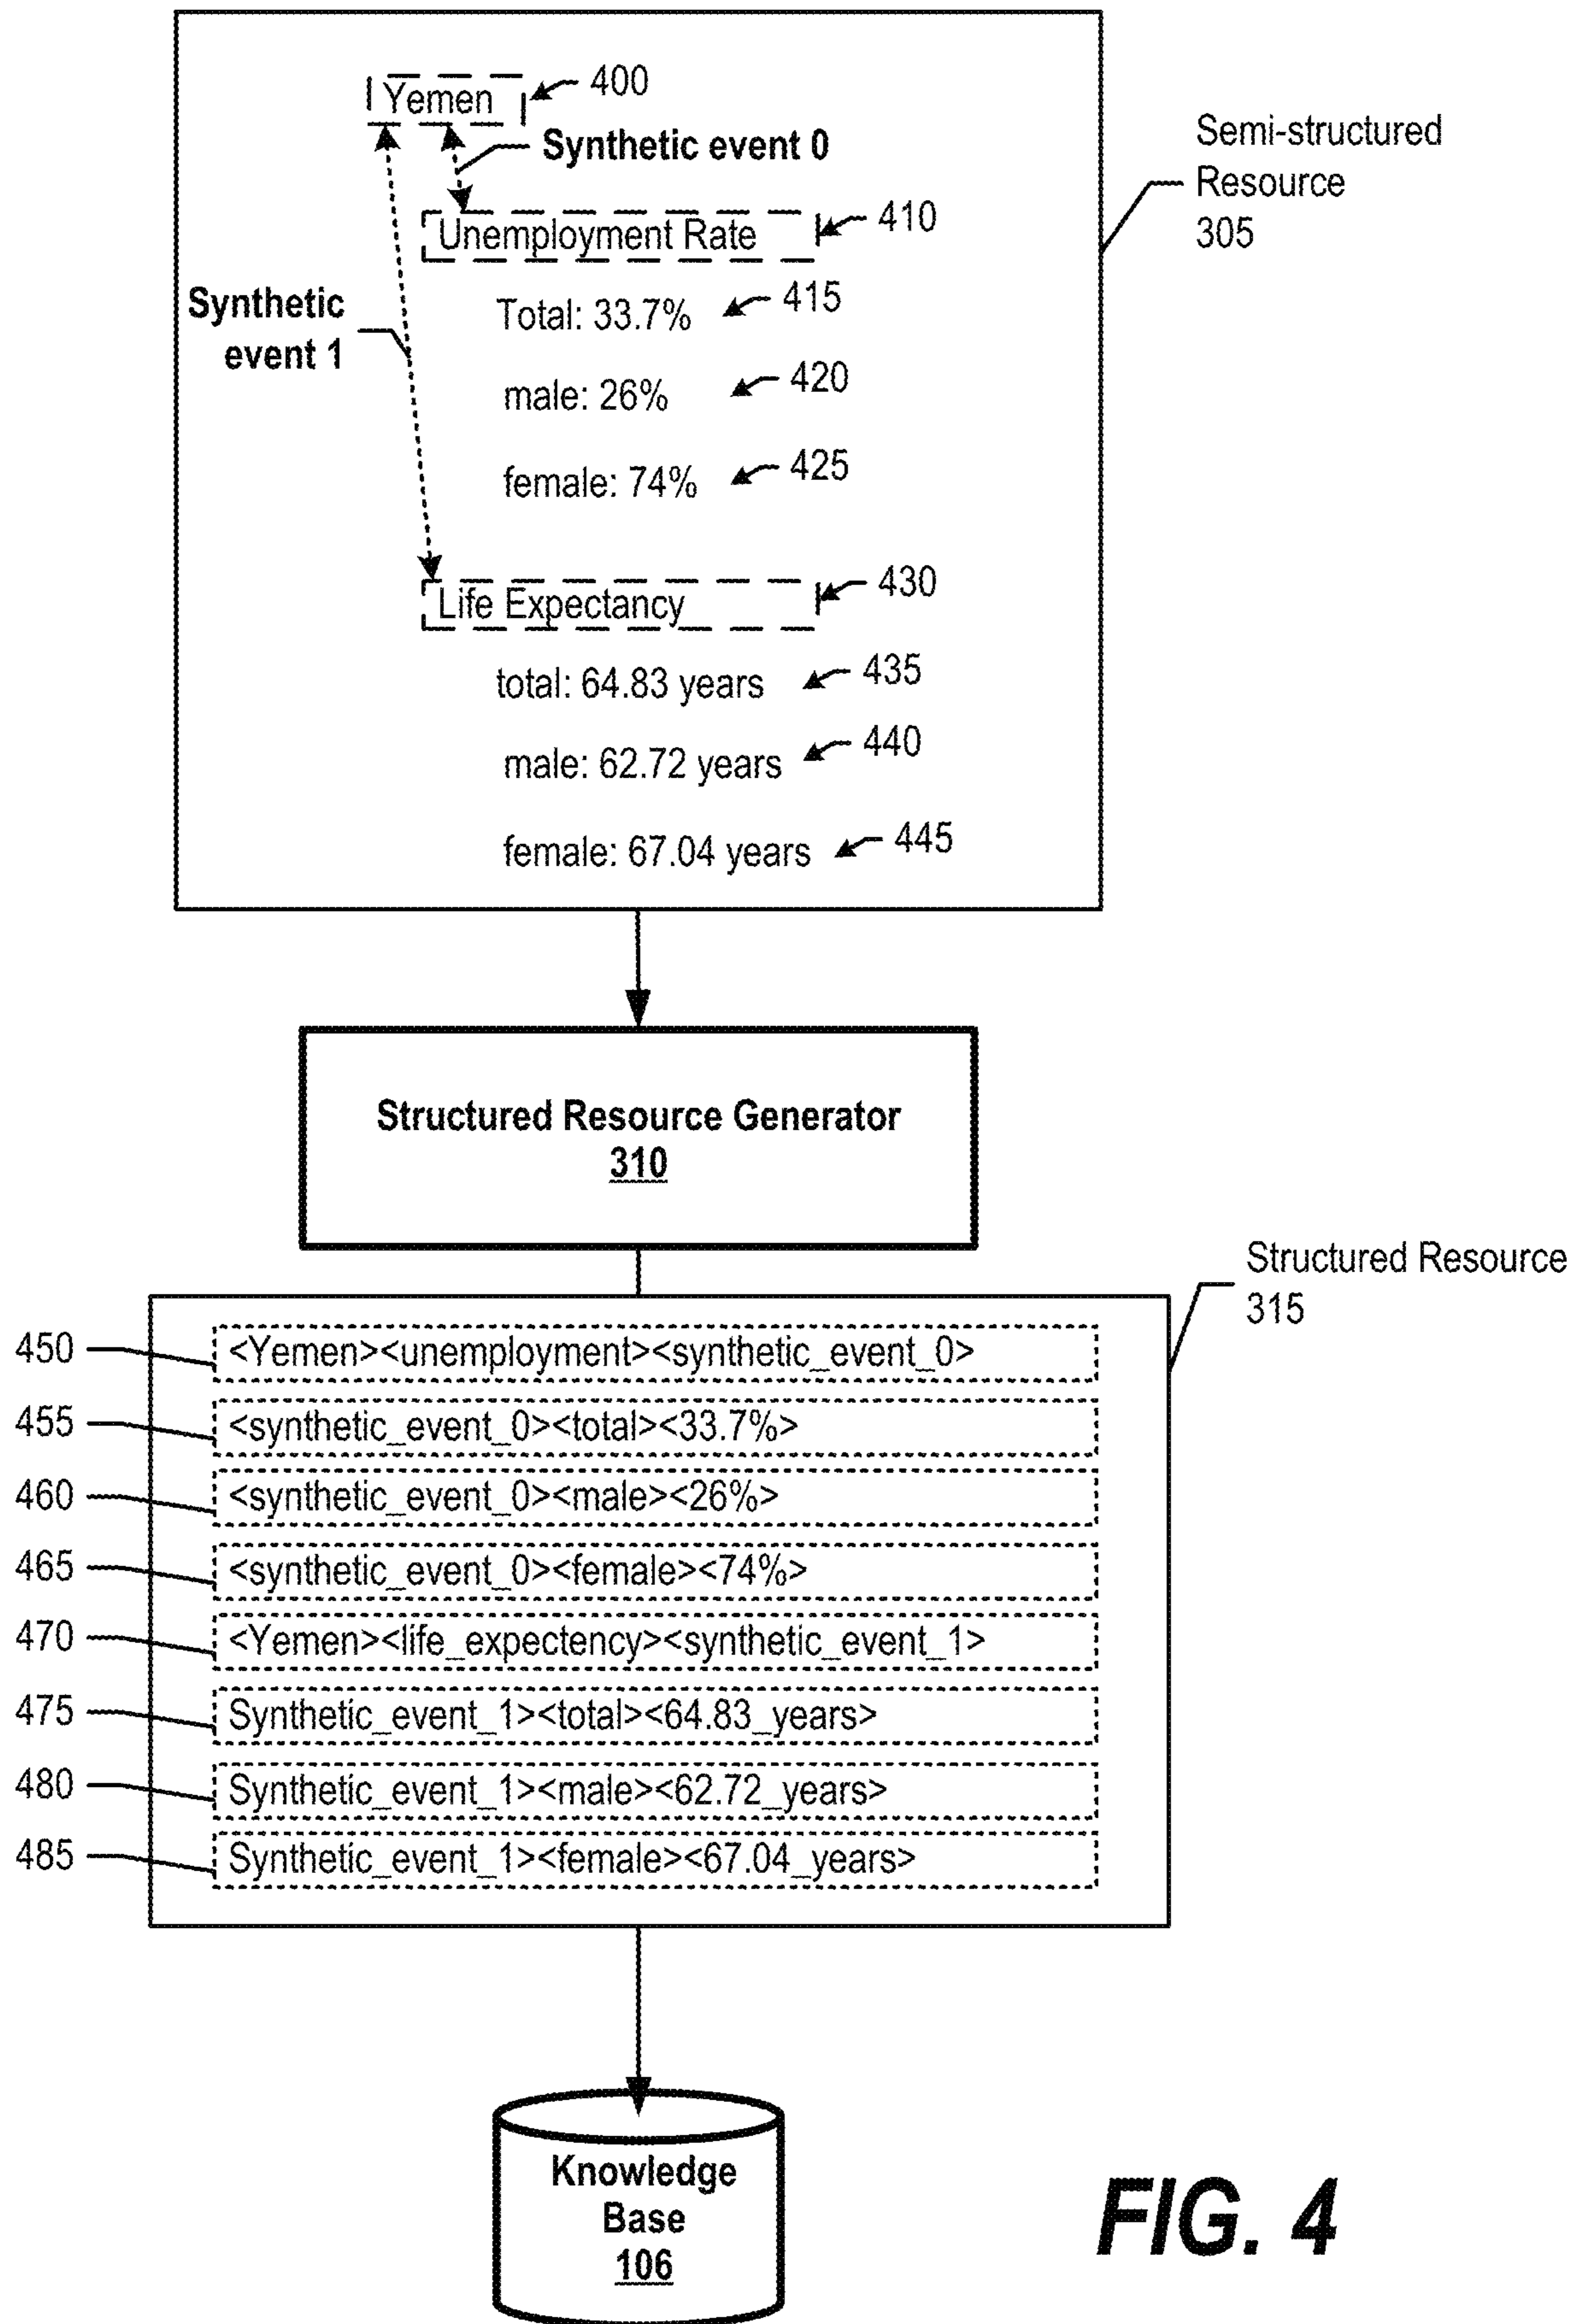 Yemen
400
Synthetic event 0
Semi-structured
Resource
305
Unemployment Rate
410
Synthetic
event 1
Total: 33.7%
415
male: 26%
420
female: 74%
425
Life Expectancy
430
total: 64.83 years
435
male: 62.72 years
440
female: 67.04 years
445
Structured Resource Generator
310
Structured Resource
315
450
<Yemen><unemployment><synthetic_event_0>
455
<synthetic_event_0><total><33.7%>
460
<synthetic_event_0><male><26%>
465
<synthetic_event_0><female><74%>
470
<Yemen><life_expectency><synthetic_event_1>
475
Synthetic_event_1><total><64.83_years>
480
Synthetic_event_1><male><62.72_years>
485
Synthetic_event_1><female><67.04_years>
Knowledge
Base
106
FIG. 4